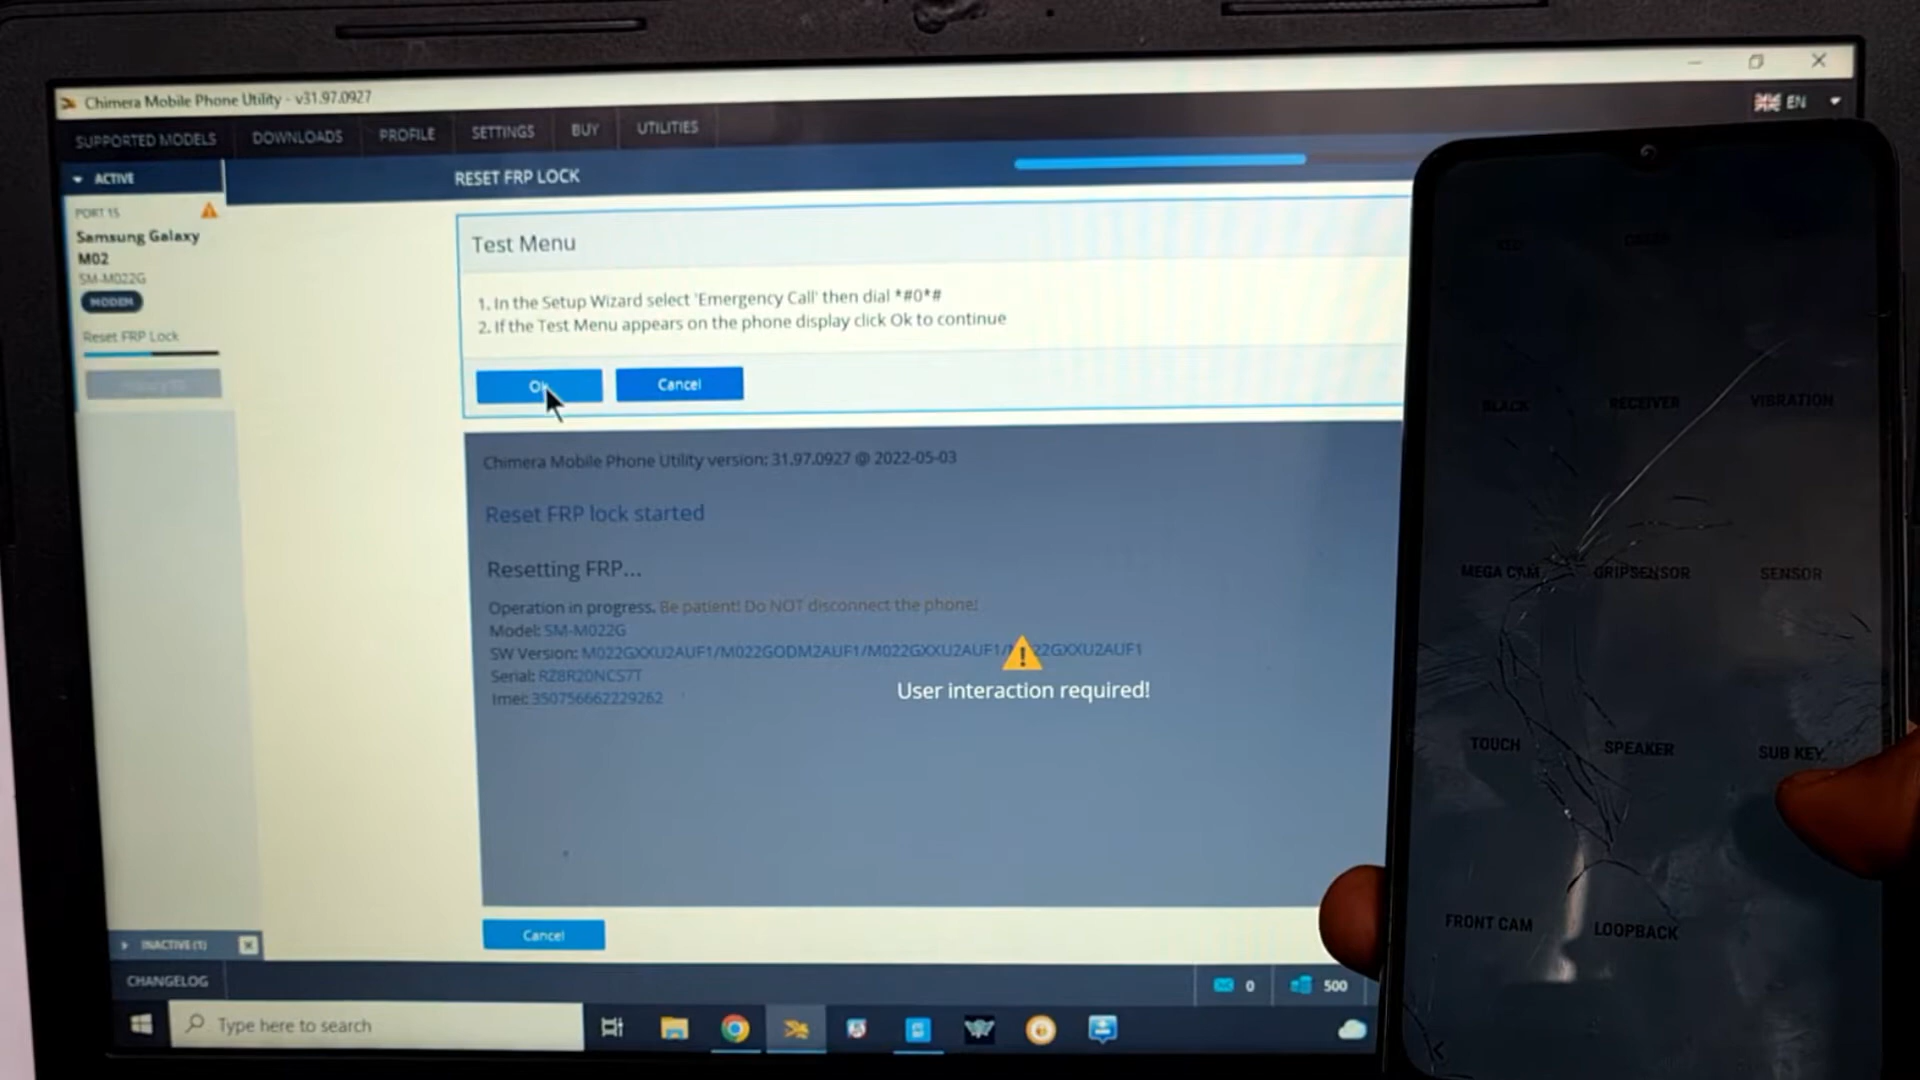 Chimera Mobile Phone Utility - v31.97.0927
SUPPORTED MODELS DOWNLOADS PROFILE SETTINGS BUY UTILITIES
EN
ACTIVE
RESET FRP LOCK
PORT 15
Samsung Galaxy
M02
SM-M022G
MODEM
Reset FRP Lock
Test Menu
1. In the Setup Wizard select 'Emergency Call' then dial *#0*#
2. If the Test Menu appears on the phone display click Ok to continue
Ok
Cancel
Chimera Mobile Phone Utility version: 31.97.0927 @ 2022-05-03
Reset FRP lock started
Resetting FRP...
Operation in progress. Be patient! Do NOT disconnect the phone!
Model: SM-M022G
SW Version: M022GXXU2AUF1/M022GODM2AUF1/M022GXXU2AUF1/M022GXXU2AUF1
Serial: RZ8R20NCS7T
Imei: 350756662229262
User interaction required!
Cancel
INACTIVE (1)
CHANGELOG
0
500
Type here to search
RED GREEN
BLACK RECEIVER VIBRATION
MEGA CAM GRIPSENSOR SENSOR
TOUCH SPEAKER SUB KEY
FRONT CAM LOOPBACK